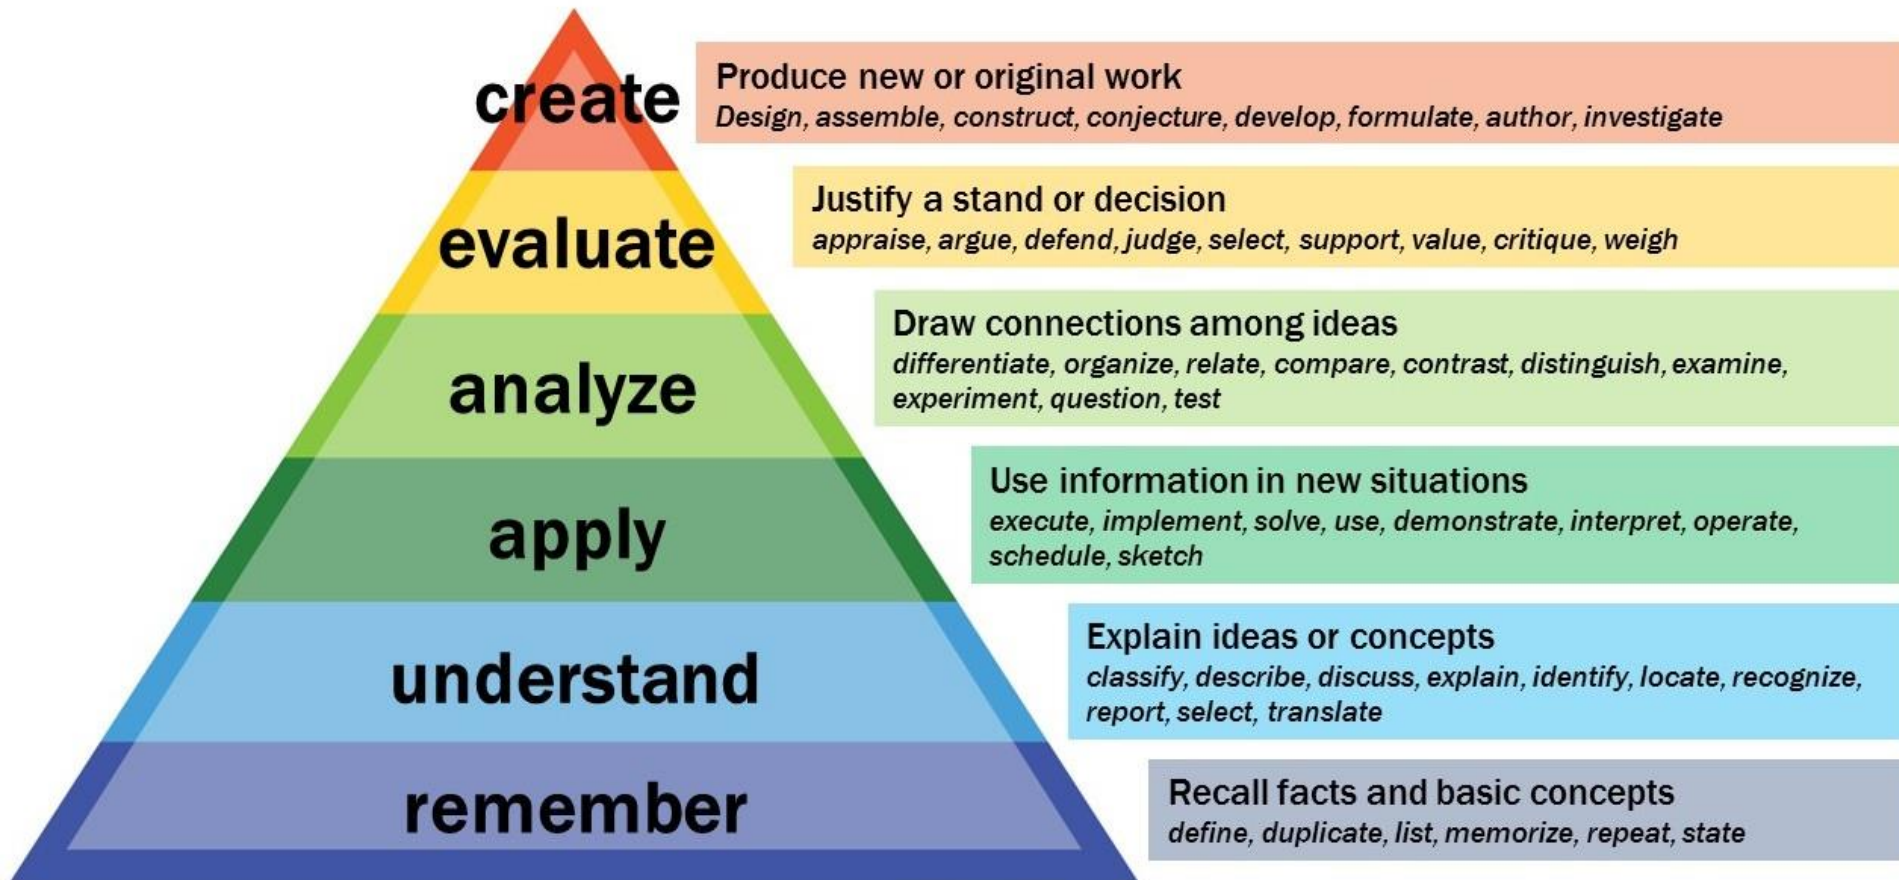 create
Produce new or original work
Design, assemble, construct, conjecture, develop, formulate, author, investigate
evaluate
Justify a stand or decision
appraise, argue, defend, judge, select, support, value, critique, weigh
analyze
Draw connections among ideas
differentiate, organize, relate, compare, contrast, distinguish, examine,
experiment, question, test
apply
Use information in new situations
execute, implement, solve, use, demonstrate, interpret, operate,
schedule, sketch
understand
Explain ideas or concepts
classify, describe, discuss, explain, identify, locate, recognize,
report, select, translate
remember
Recall facts and basic concepts
define, duplicate, list, memorize, repeat, state